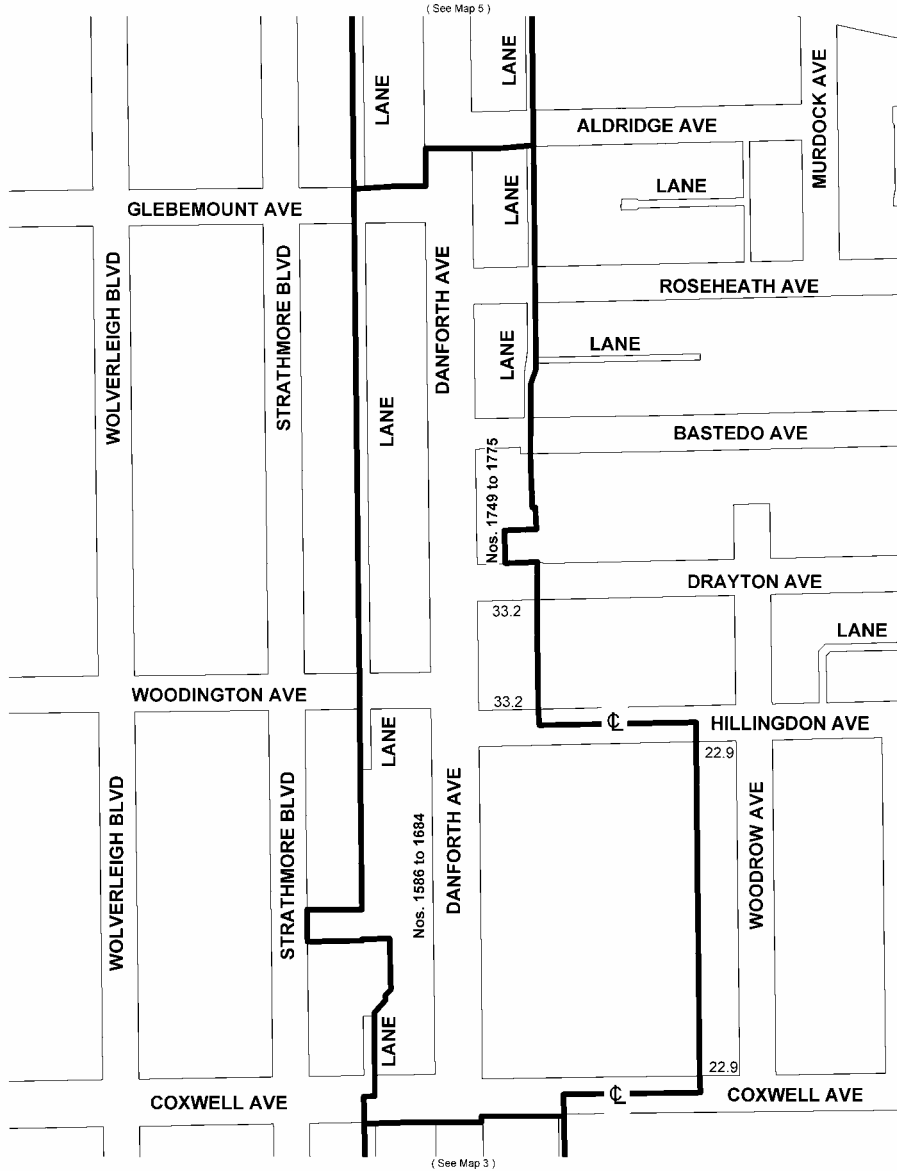 ( See Map 5 )
LANE
LANE
ALDRIDGE AVE
MURDOCK AVE
LANE
LANE
GLEBEMOUNT AVE
WOLVERLEIGH BLVD
STRATHMORE BLVD
DANFORTH AVE
ROSEHEATH AVE
LANE
LANE
LANE
BASTEDO AVE
Nos. 1749 to 1775
DRAYTON AVE
33.2
LANE
WOODINGTON AVE
33.2
℄
HILLINGDON AVE
LANE
22.9
WOLVERLEIGH BLVD
STRATHMORE BLVD
Nos. 1586 to 1684
DANFORTH AVE
WOODROW AVE
LANE
22.9
COXWELL AVE
℄
COXWELL AVE
( See Map 3 )